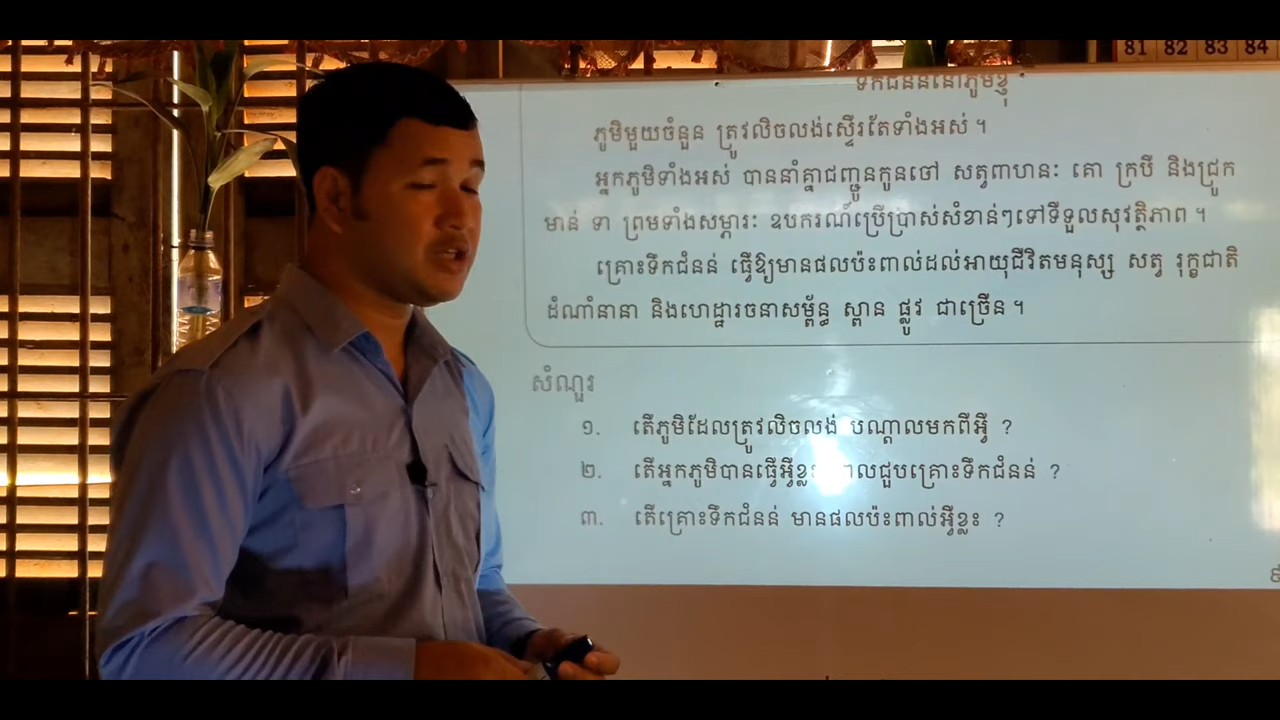 81 82 83 84
ទឹកជំនន់នៅភូមិខ្ញុំ
ភូមិមួយចំនួន ត្រូវលិចលង់ស្ទើរតែទាំងអស់ ។
អ្នកភូមិទាំងអស់ បាននាំគ្នាជញ្ជូនកូនចៅ សត្វពាហនៈ គោ ក្របី និងជ្រូក
មាន់ ទា ព្រមទាំងសម្ភារៈ ឧបករណ៍ប្រើប្រាស់សំខាន់ៗទៅទីទួលសុវត្ថិភាព ។
គ្រោះទឹកជំនន់ ធ្វើឱ្យមានផលប៉ះពាល់ដល់អាយុជីវិតមនុស្ស សត្វ រុក្ខជាតិ
ដំណាំនានា និងហេដ្ឋារចនាសម្ព័ន្ធ ស្ពាន ផ្លូវ ជាច្រើន ។
សំណួរ
១. តើភូមិដែលត្រូវលិចលង់ បណ្តាលមកពីអ្វី ?
២. តើអ្នកភូមិបានធ្វើអ្វីខ្លះ ពេលជួបគ្រោះទឹកជំនន់ ?
៣. តើគ្រោះទឹកជំនន់ មានផលប៉ះពាល់អ្វីខ្លះ ?